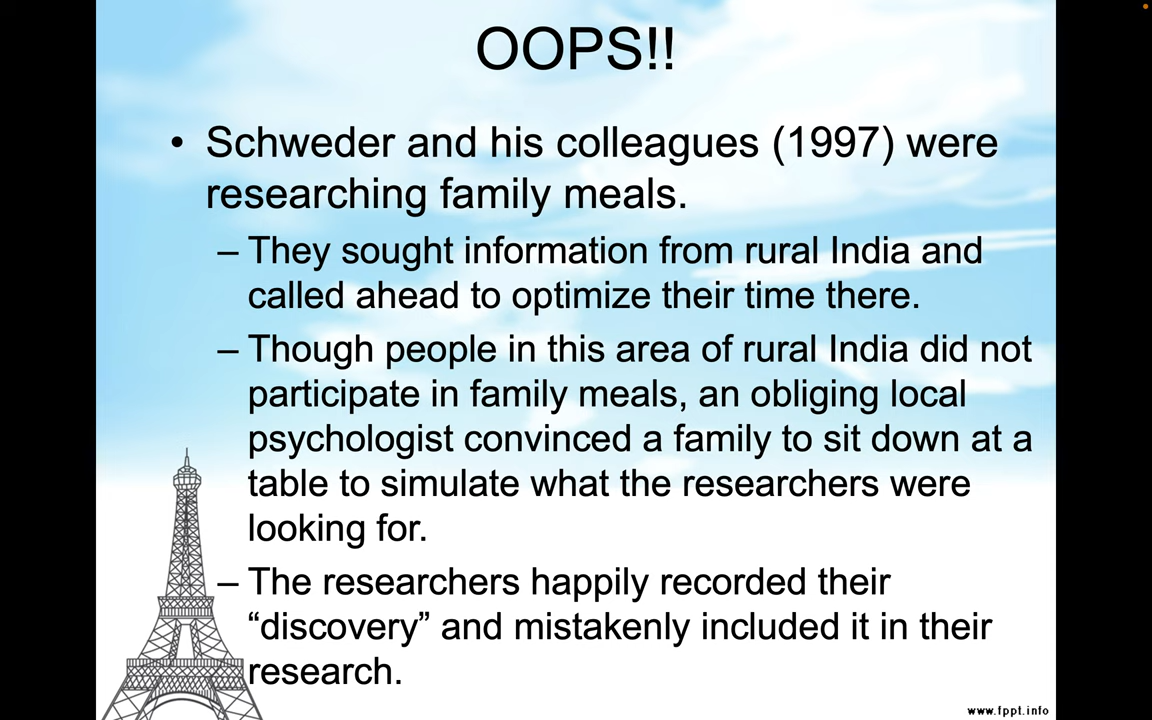 OOPS!!
• Schweder and his colleagues (1997) were
researching family meals.
– They sought information from rural India and
called ahead to optimize their time there.
– Though people in this area of rural India did not
participate in family meals, an obliging local
psychologist convinced a family to sit down at a
table to simulate what the researchers were
looking for.
– The researchers happily recorded their
“discovery” and mistakenly included it in their
research.
www.fppt.info